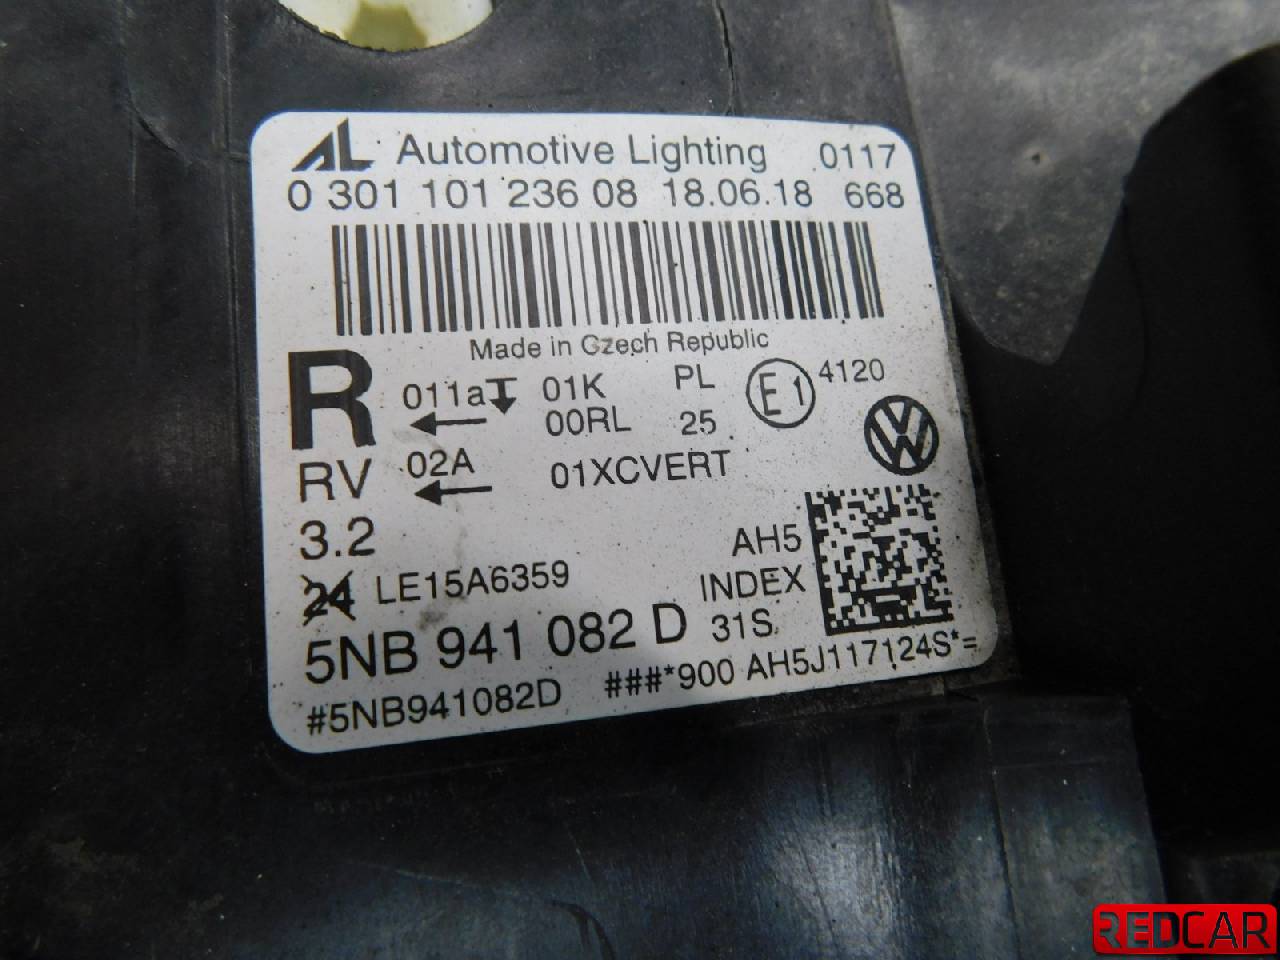 AL Automotive Lighting 0117
0 301 101 236 08 18.06.18 668
Made in Czech Republic
R 011a 01K PL E1 4120
00RL 25
RV 02A 01XCVERT
3.2 AH5
24 LE15A6359 INDEX
5NB 941 082 D 31S
#5NB941082D ###*900 AH5J117124S*=
REDCAR